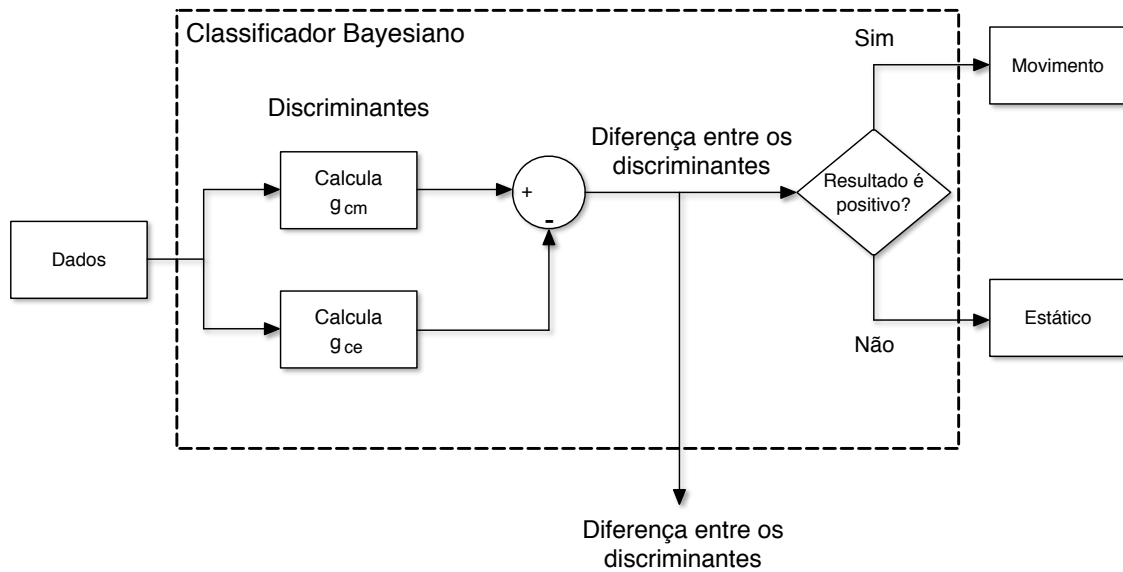 Classificador Bayesiano
Sim
Movimento
Discriminantes
Diferença entre os
discriminantes
Calcula
g cm
+
-
Resultado é
positivo?
Dados
Calcula
g ce
Estático
Não
Diferença entre os
discriminantes